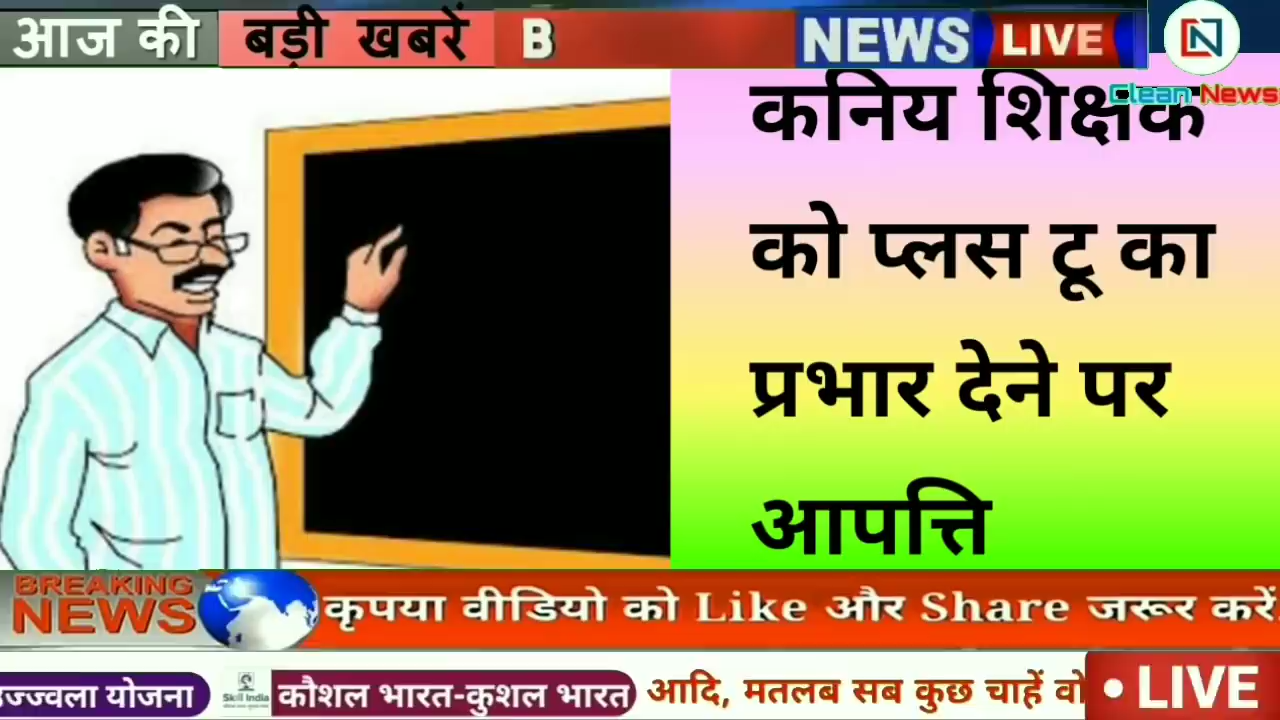 आज की बड़ी खबरें B NEWS LIVE
N
Clean News
कनिय शिक्षक
को प्लस टू का
प्रभार देने पर
आपत्ति
BREAKING
NEWS
कृपया वीडियो को Like और Share जरूर करें
उज्ज्वला योजना
Skill India
कौशल भारत-कुशल भारत
आदि, मतलब सब कुछ चाहें वो
• LIVE